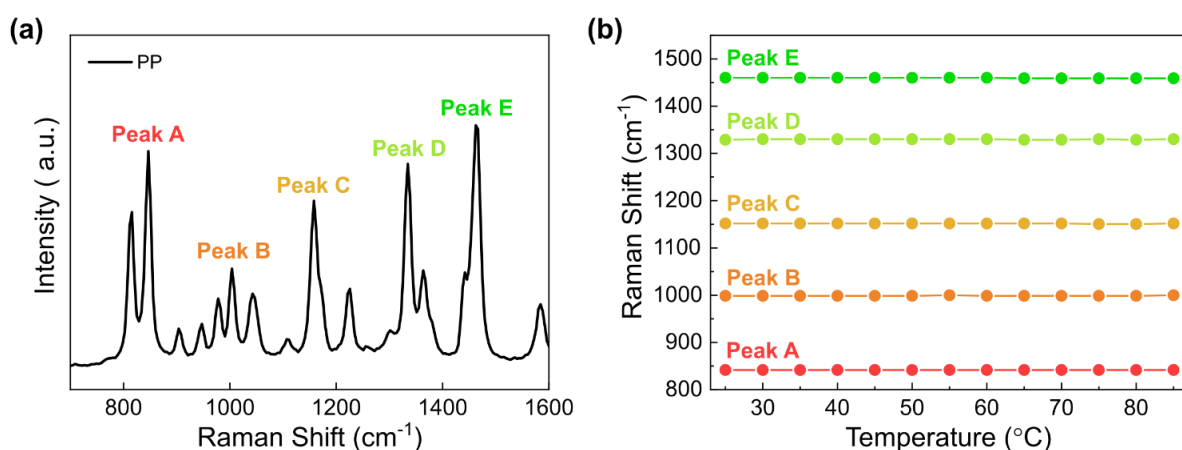 (a)
PP
Peak A
Peak B
Peak C
Peak D
Peak E
Intensity ( a.u.)
800
1000
1200
1400
1600
Raman Shift (cm⁻¹)
(b)
1500
1400
1300
1200
1100
1000
900
800
Raman Shift (cm⁻¹)
Peak E
Peak D
Peak C
Peak B
Peak A
30
40
50
60
70
80
Temperature (°C)